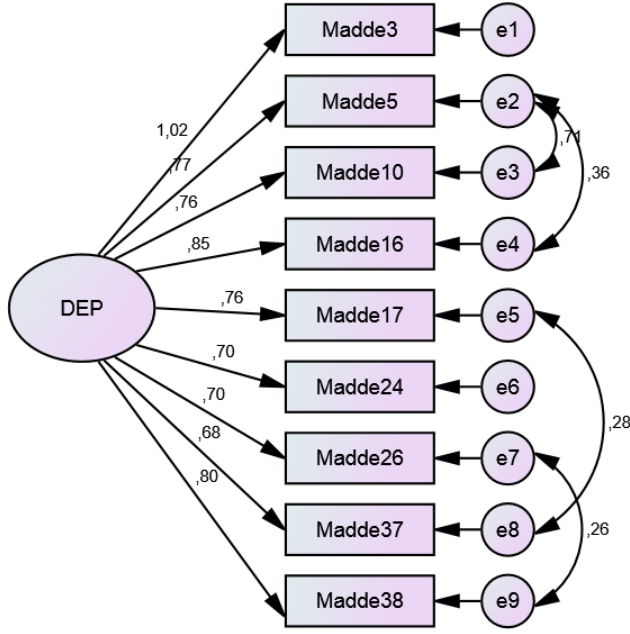 Madde3
e1
Madde5
e2
1,02
,71
,77
Madde10
e3
,36
,76
Madde16
e4
,85
DEP
,76
Madde17
e5
,70
Madde24
e6
,70
,28
,68
Madde26
e7
,80
Madde37
e8
,26
Madde38
e9